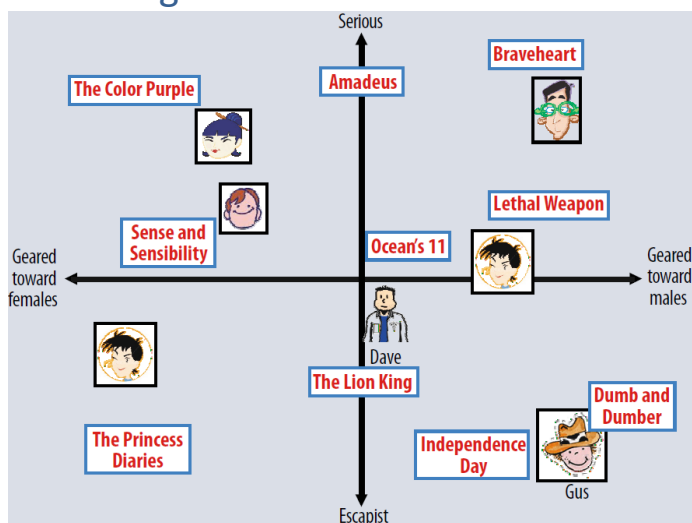 Serious
Braveheart
The Color Purple
Amadeus
Lethal Weapon
Sense and
Sensibility
Ocean's 11
Geared
toward
females
Geared
toward
males
Dave
The Lion King
Dumb and
Dumber
The Princess
Diaries
Independence
Day
Gus
Escapist